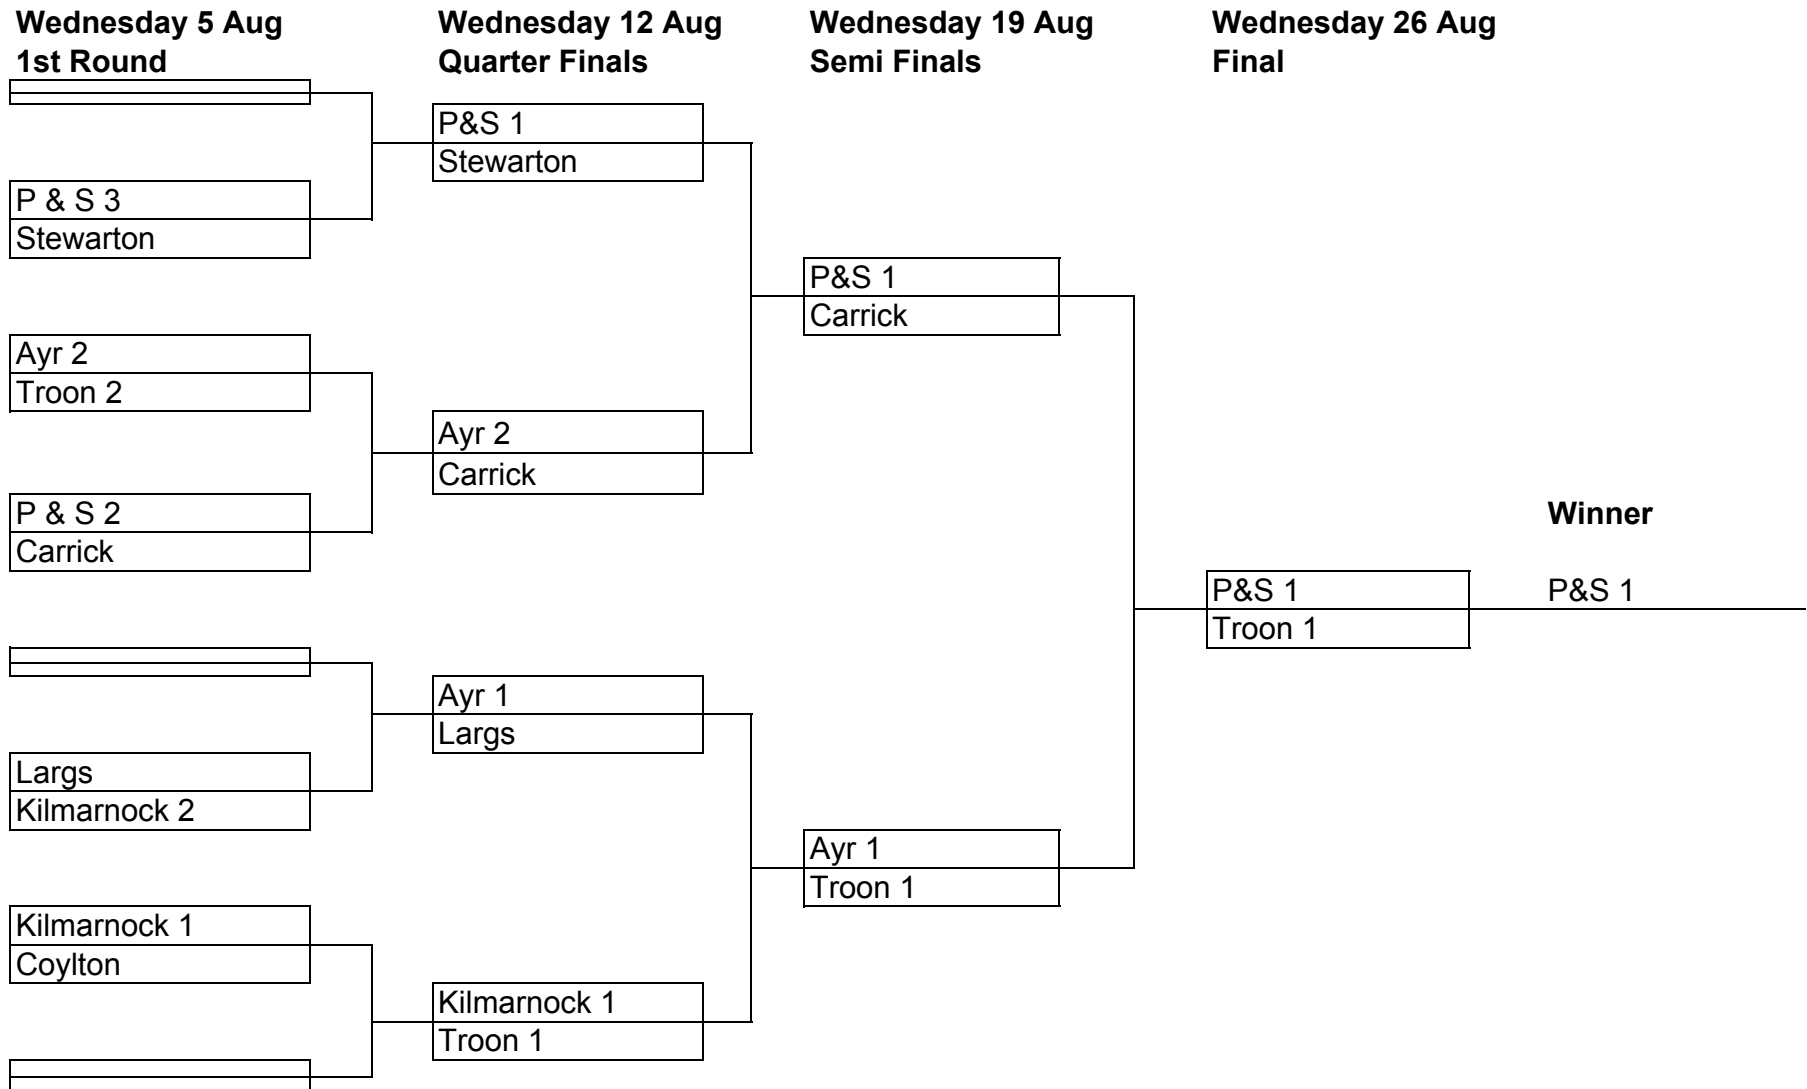 Wednesday 5 Aug
1st Round
Wednesday 12 Aug
Quarter Finals
Wednesday 19 Aug
Semi Finals
Wednesday 26 Aug
Final
P & S 3
Stewarton
Ayr 2
Troon 2
P & S 2
Carrick
Largs
Kilmarnock 2
Kilmarnock 1
Coylton
P&S 1
Stewarton
Ayr 2
Carrick
Ayr 1
Largs
Kilmarnock 1
Troon 1
P&S 1
Carrick
Ayr 1
Troon 1
P&S 1
Troon 1
Winner
P&S 1